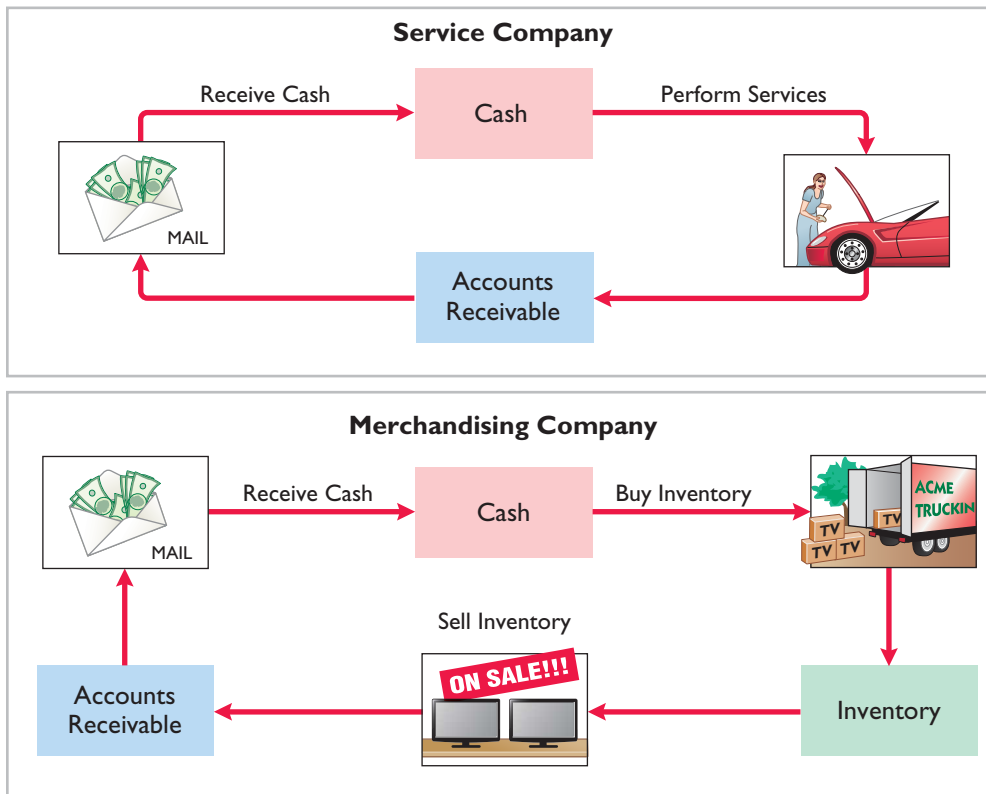 Service Company
Receive Cash
Cash
Perform Services
MAIL
Accounts
Receivable
Merchandising Company
Receive Cash
Cash
Buy Inventory
MAIL
ACME
TRUCKIN
TV
TV
TV TV
Sell Inventory
ON SALE!!!
Accounts
Receivable
Inventory